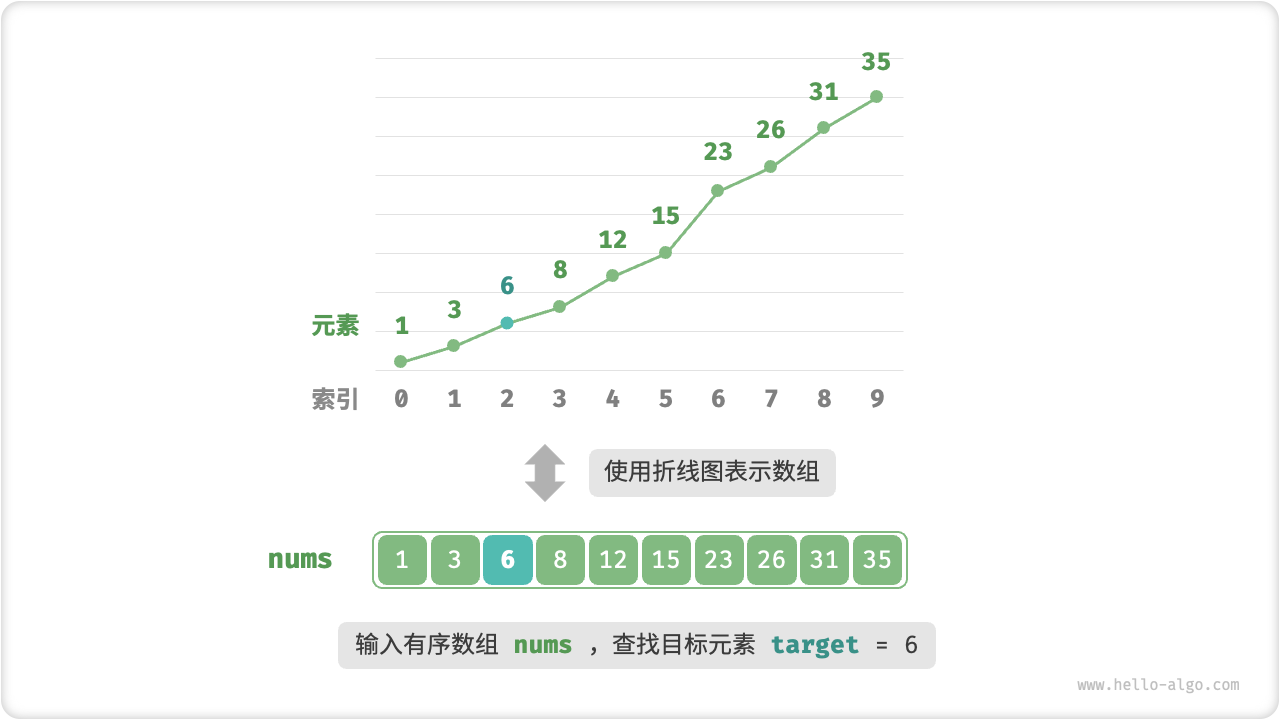 35
31
26
23
15
12
8
6
3
元素 1
索引 0 1 2 3 4 5 6 7 8 9
使用折线图表示数组
nums 1 3 6 8 12 15 23 26 31 35
输入有序数组 nums ，查找目标元素 target = 6
www.hello-algo.com